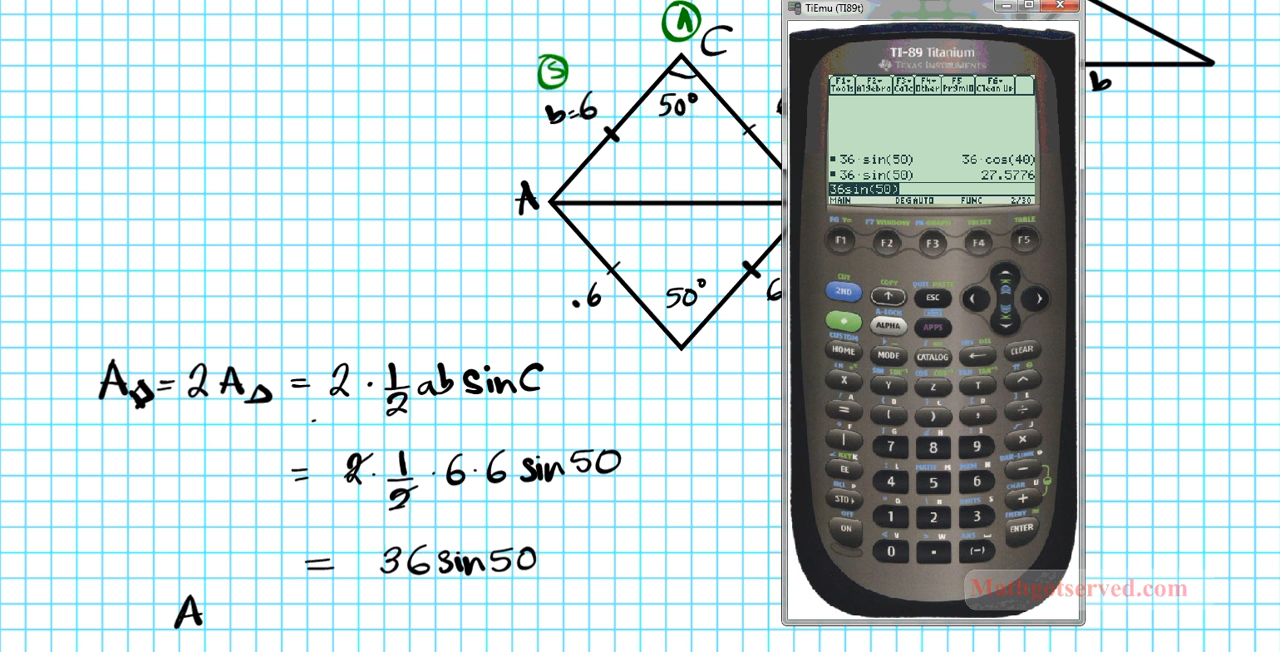 TiEmu (TI89t)
A
C
S
b=6
50°
A
.6
50°
6
b
A = 2A = 2 · 1/2 ab sin C
= 2 · 1/2 · 6 · 6 sin 50
= 36 sin 50
A
TI-89 Titanium
TEXAS INSTRUMENTS
F1 F2 F3 F4 F5 F6
Tools Algebra Calc Other PrgmIO Clean Up
36·sin(50) 36·cos(40)
36·sin(50) 27.5776
36sin(50)
MAIN DEG AUTO FUNC 2/30
F1 F2 F3 F4 F5
2ND ↑ ESC
ALPHA APPS
HOME MODE CATALOG ← CLEAR
X Y Z T ^
= ( ) , ÷
| 7 8 9 ×
EE 4 5 6 −
STO▸ 1 2 3 +
ON 0 . (−) ENTER
Mathgotserved.com